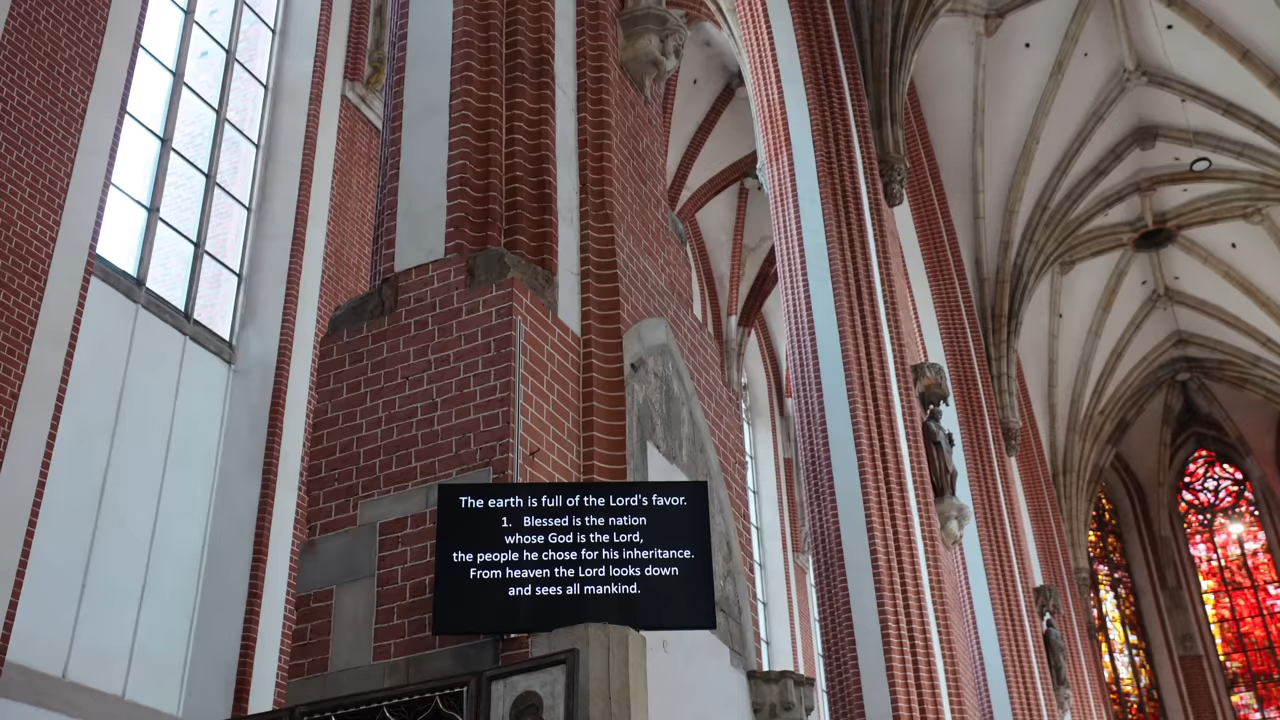 The earth is full of the Lord's favor.
1. Blessed is the nation
whose God is the Lord,
the people he chose for his inheritance.
From heaven the Lord looks down
and sees all mankind.